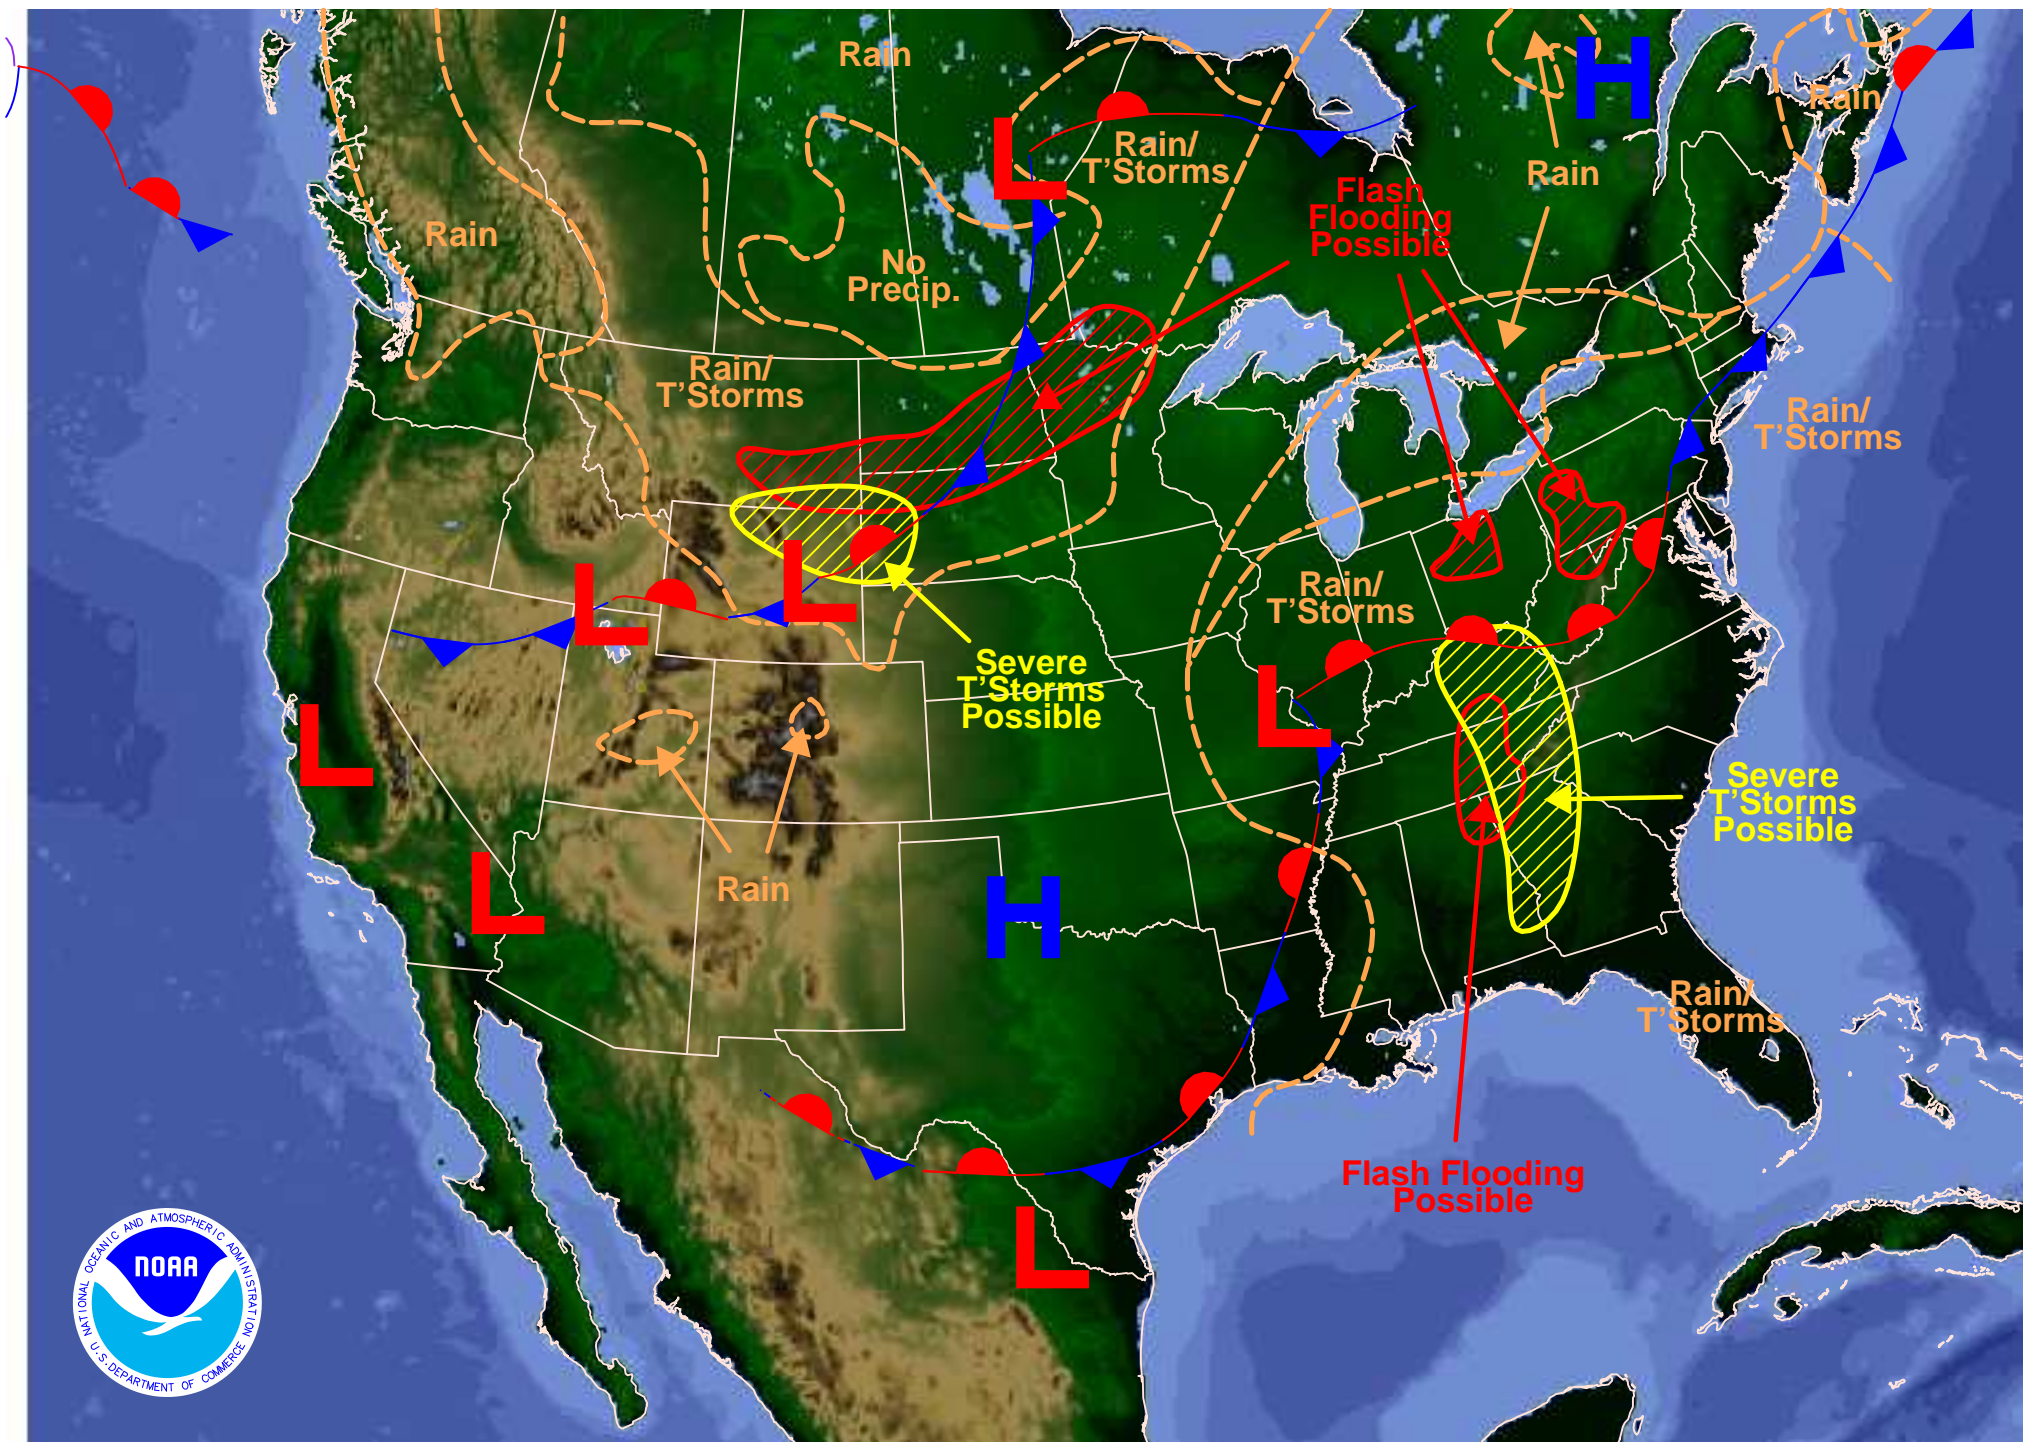 Rain
Rain
Rain/
T'Storms
Flash
Flooding
Possible
Rain
Rain
No
Precip.
Rain/
T'Storms
Rain/
T'Storms
Rain/
T'Storms
Severe
T'Storms
Possible
Severe
T'Storms
Possible
Rain
Rain/
T'Storms
Flash Flooding
Possible
H
H
L
L
L
L
L
L
L
NATIONAL OCEANIC AND ATMOSPHERIC ADMINISTRATION
NOAA
U.S. DEPARTMENT OF COMMERCE